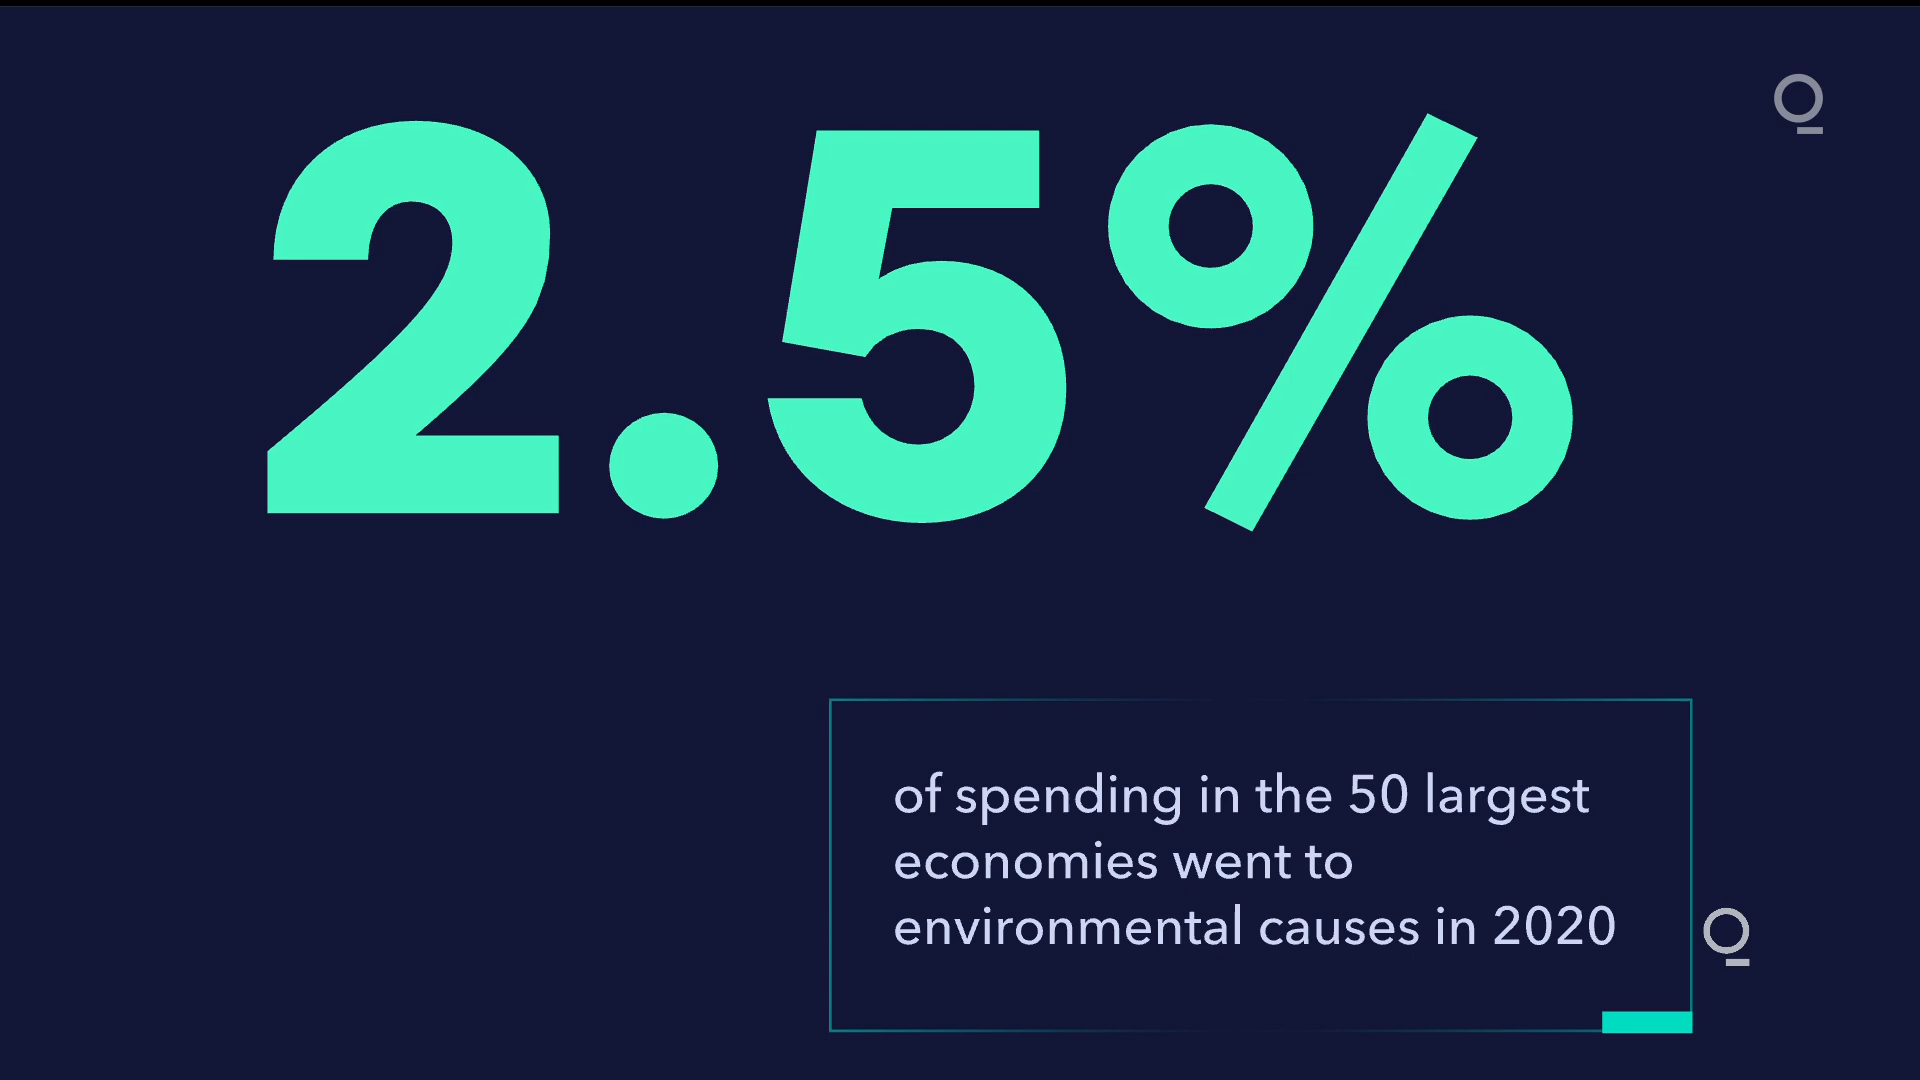 2.5%
of spending in the 50 largest
economies went to
environmental causes in 2020